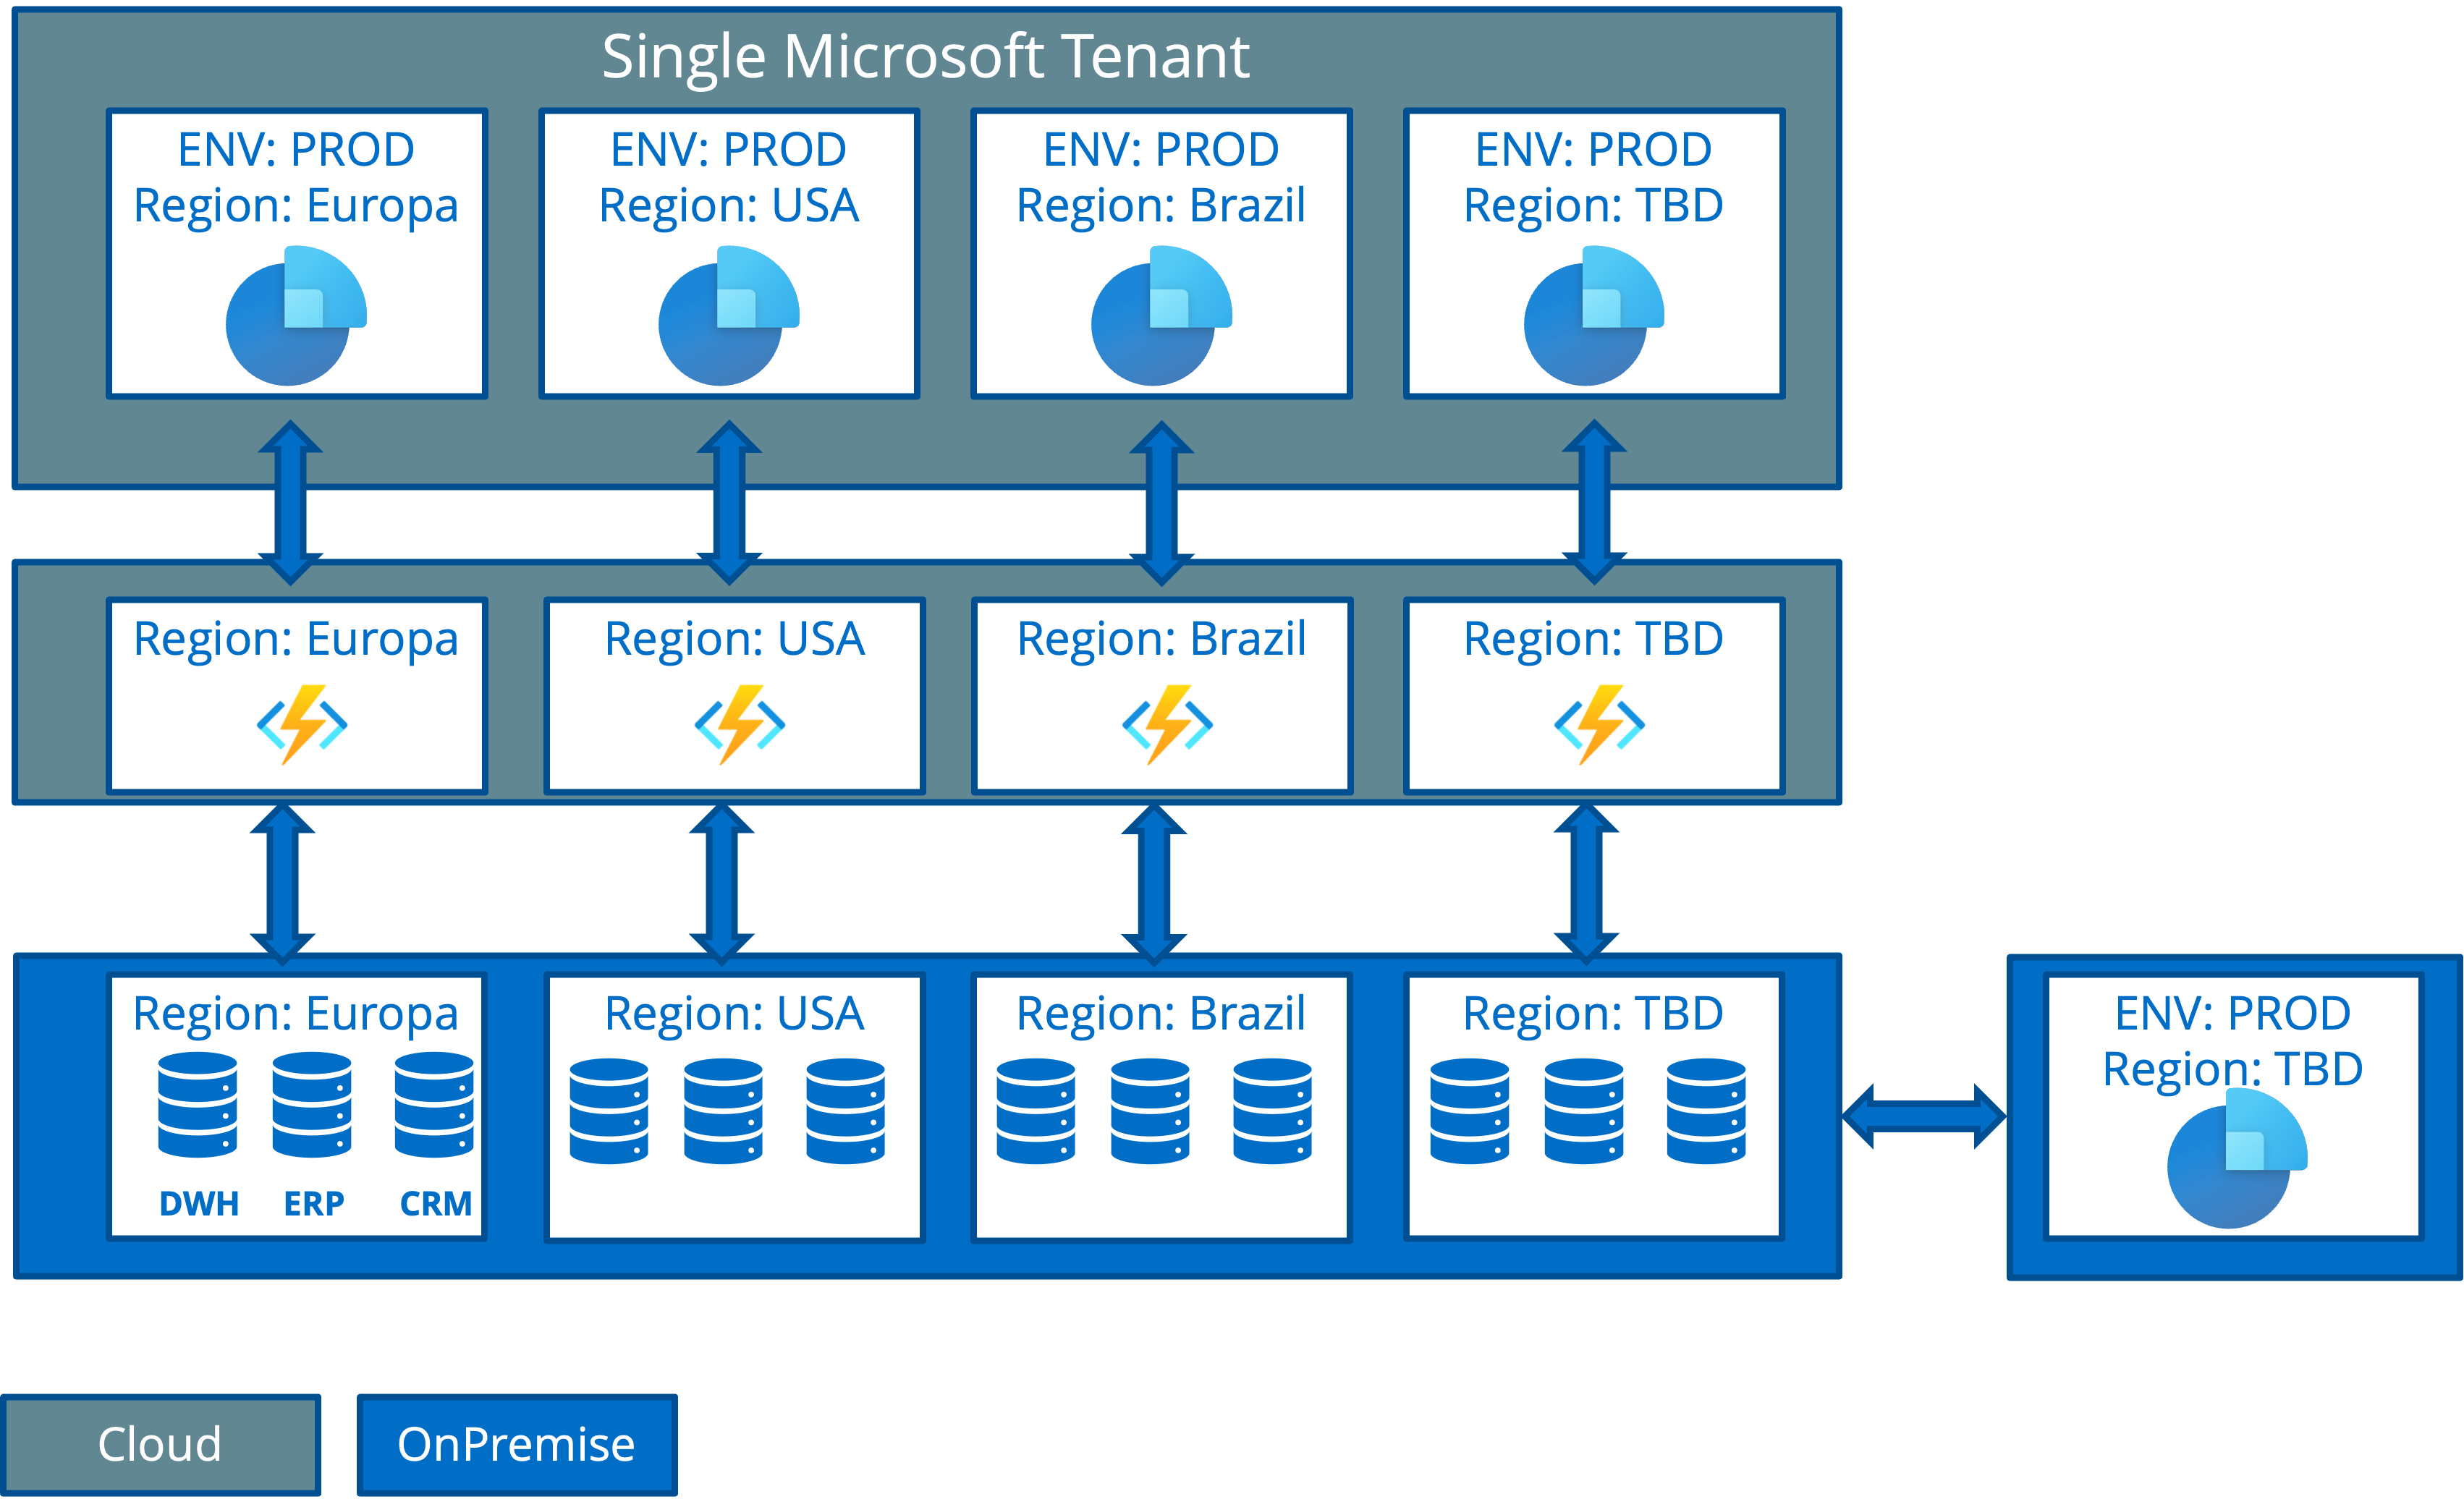 Single Microsoft Tenant
ENV: PROD
Region: Europa
ENV: PROD
Region: USA
ENV: PROD
Region: Brazil
ENV: PROD
Region: TBD
Region: Europa
Region: USA
Region: Brazil
Region: TBD
Region: Europa
DWH
ERP
CRM
Region: USA
Region: Brazil
Region: TBD
ENV: PROD
Region: TBD
Cloud
OnPremise